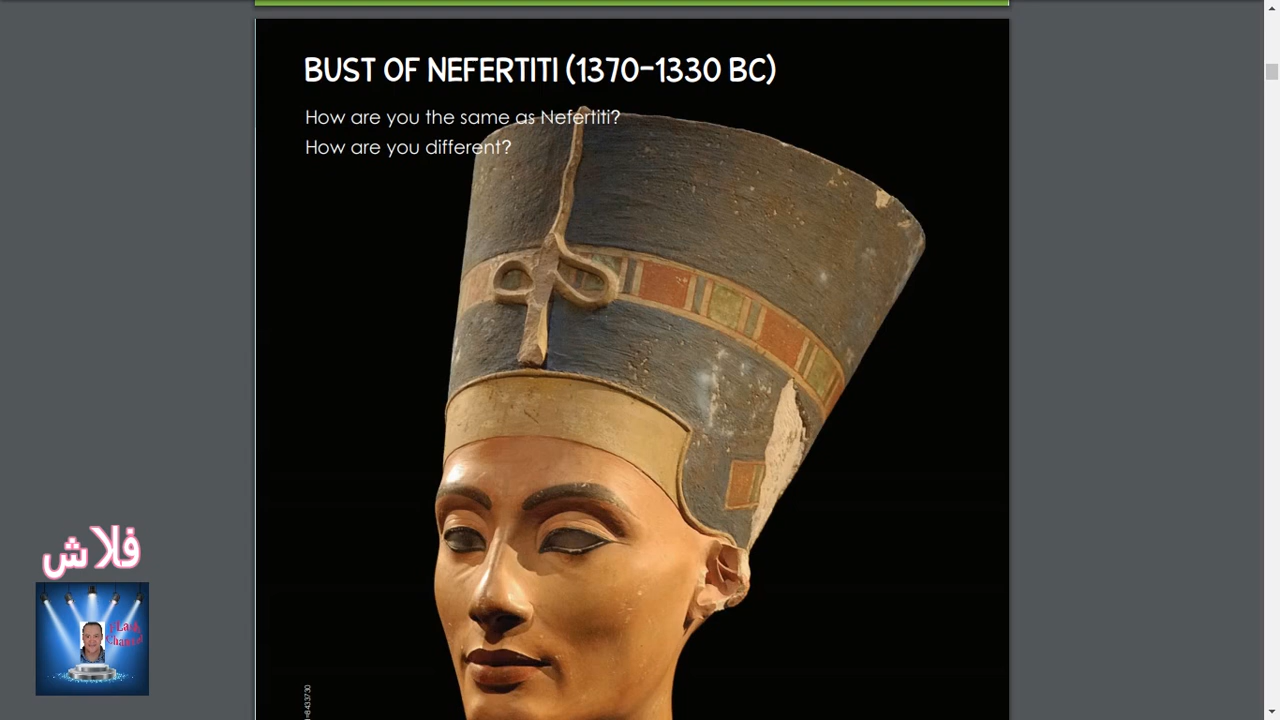 BUST OF NEFERTITI (1370-1330 BC)
How are you the same as Nefertiti?
How are you different?
فلاش